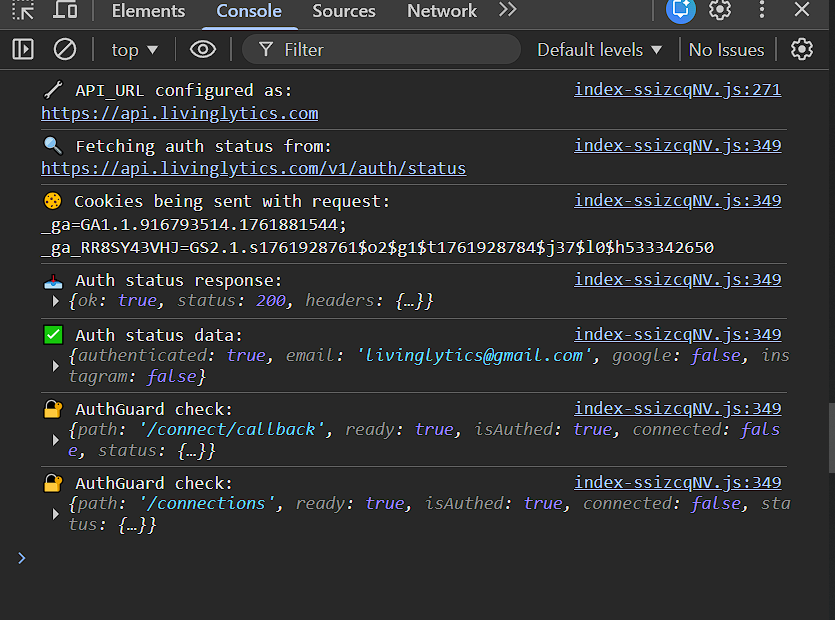 Elements Console Sources Network
top Filter Default levels No Issues
API_URL configured as: index-ssizcqNV.js:271
https://api.livinglytics.com
Fetching auth status from: index-ssizcqNV.js:349
https://api.livinglytics.com/v1/auth/status
Cookies being sent with request: index-ssizcqNV.js:349
_ga=GA1.1.916793514.1761881544;
_ga_RR8SY43VHJ=GS2.1.s1761928761$o2$g1$t1761928784$j37$l0$h533342650
Auth status response: index-ssizcqNV.js:349
{ok: true, status: 200, headers: {…}}
Auth status data: index-ssizcqNV.js:349
{authenticated: true, email: 'livinglytics@gmail.com', google: false, ins
tagram: false}
AuthGuard check: index-ssizcqNV.js:349
{path: '/connect/callback', ready: true, isAuthed: true, connected: fals
e, status: {…}}
AuthGuard check: index-ssizcqNV.js:349
{path: '/connections', ready: true, isAuthed: true, connected: false, sta
tus: {…}}